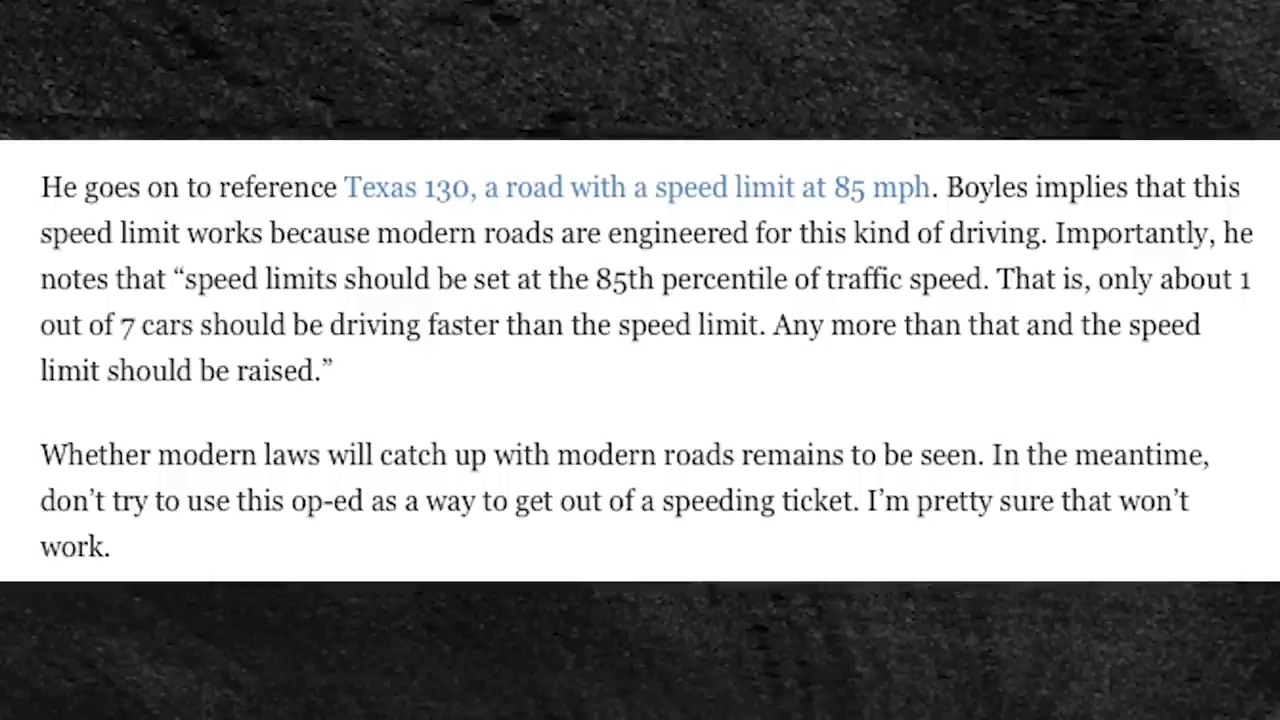 He goes on to reference Texas 130, a road with a speed limit at 85 mph. Boyles implies that this
speed limit works because modern roads are engineered for this kind of driving. Importantly, he
notes that “speed limits should be set at the 85th percentile of traffic speed. That is, only about 1
out of 7 cars should be driving faster than the speed limit. Any more than that and the speed
limit should be raised.”
Whether modern laws will catch up with modern roads remains to be seen. In the meantime,
don’t try to use this op-ed as a way to get out of a speeding ticket. I’m pretty sure that won’t
work.